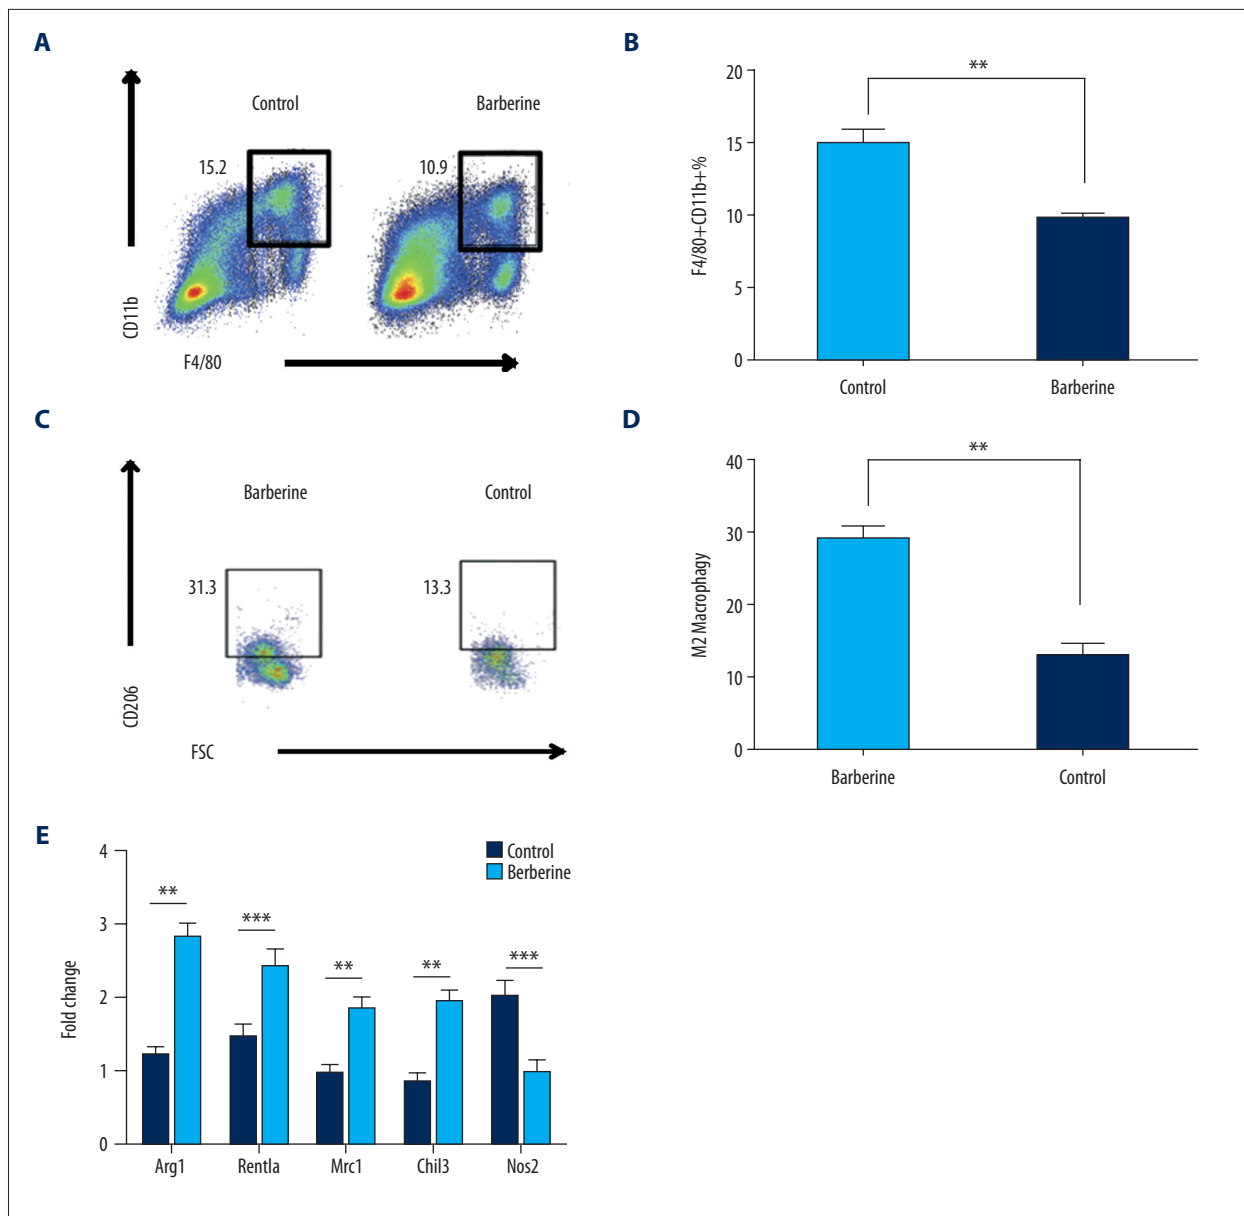 A
Control
Barberine
15.2
10.9
CD11b
F4/80
B
**
20
15
10
5
0
F4/80+CD11b+%
Control
Barberine
C
Barberine
Control
31.3
13.3
CD206
FSC
D
**
40
30
20
10
0
M2 Macrophagy
Barberine
Control
E
Control
Berberine
4
3
2
1
0
Fold change
**
***
**
**
***
Arg1
Rentla
Mrc1
Chil3
Nos2